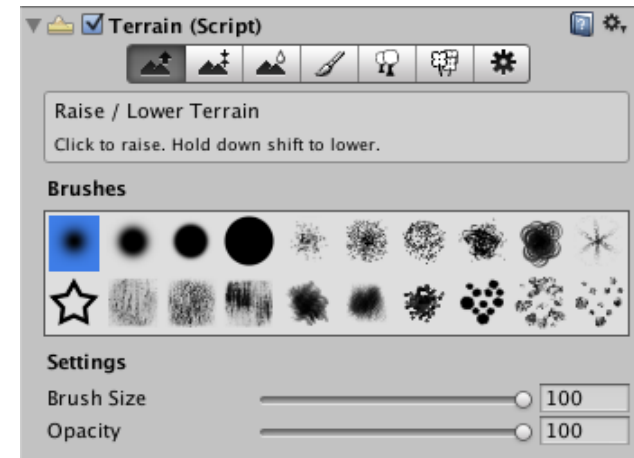 Terrain (Script)
Raise / Lower Terrain
Click to raise. Hold down shift to lower.
Brushes
Settings
Brush Size 100
Opacity 100